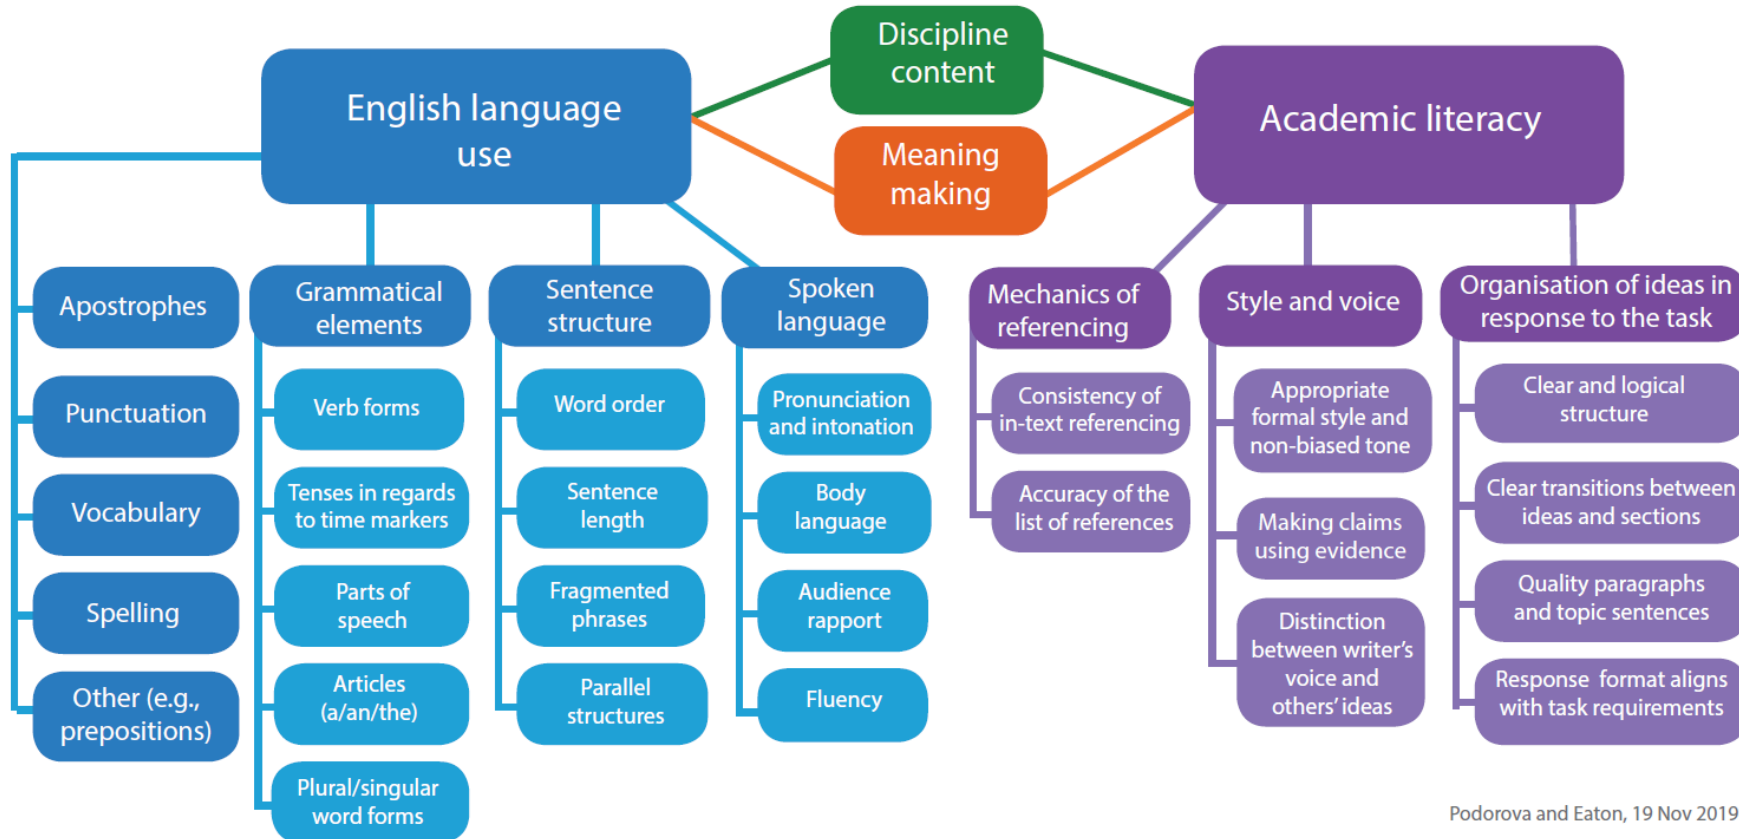 Discipline
content
English language
use
Academic literacy
Meaning
making
Apostrophes
Punctuation
Vocabulary
Spelling
Other (e.g.,
prepositions)
Grammatical
elements
Verb forms
Tenses in regards
to time markers
Parts of
speech
Articles
(a/an/the)
Plural/singular
word forms
Sentence
structure
Word order
Sentence
length
Fragmented
phrases
Parallel
structures
Spoken
language
Pronunciation
and intonation
Body
language
Audience
rapport
Fluency
Mechanics of
referencing
Consistency of
in-text referencing
Accuracy of the
list of references
Style and voice
Appropriate
formal style and
non-biased tone
Making claims
using evidence
Distinction
between writer's
voice and
others' ideas
Organisation of ideas in
response to the task
Clear and logical
structure
Clear transitions between
ideas and sections
Quality paragraphs
and topic sentences
Response format aligns
with task requirements
Podorova and Eaton, 19 Nov 2019